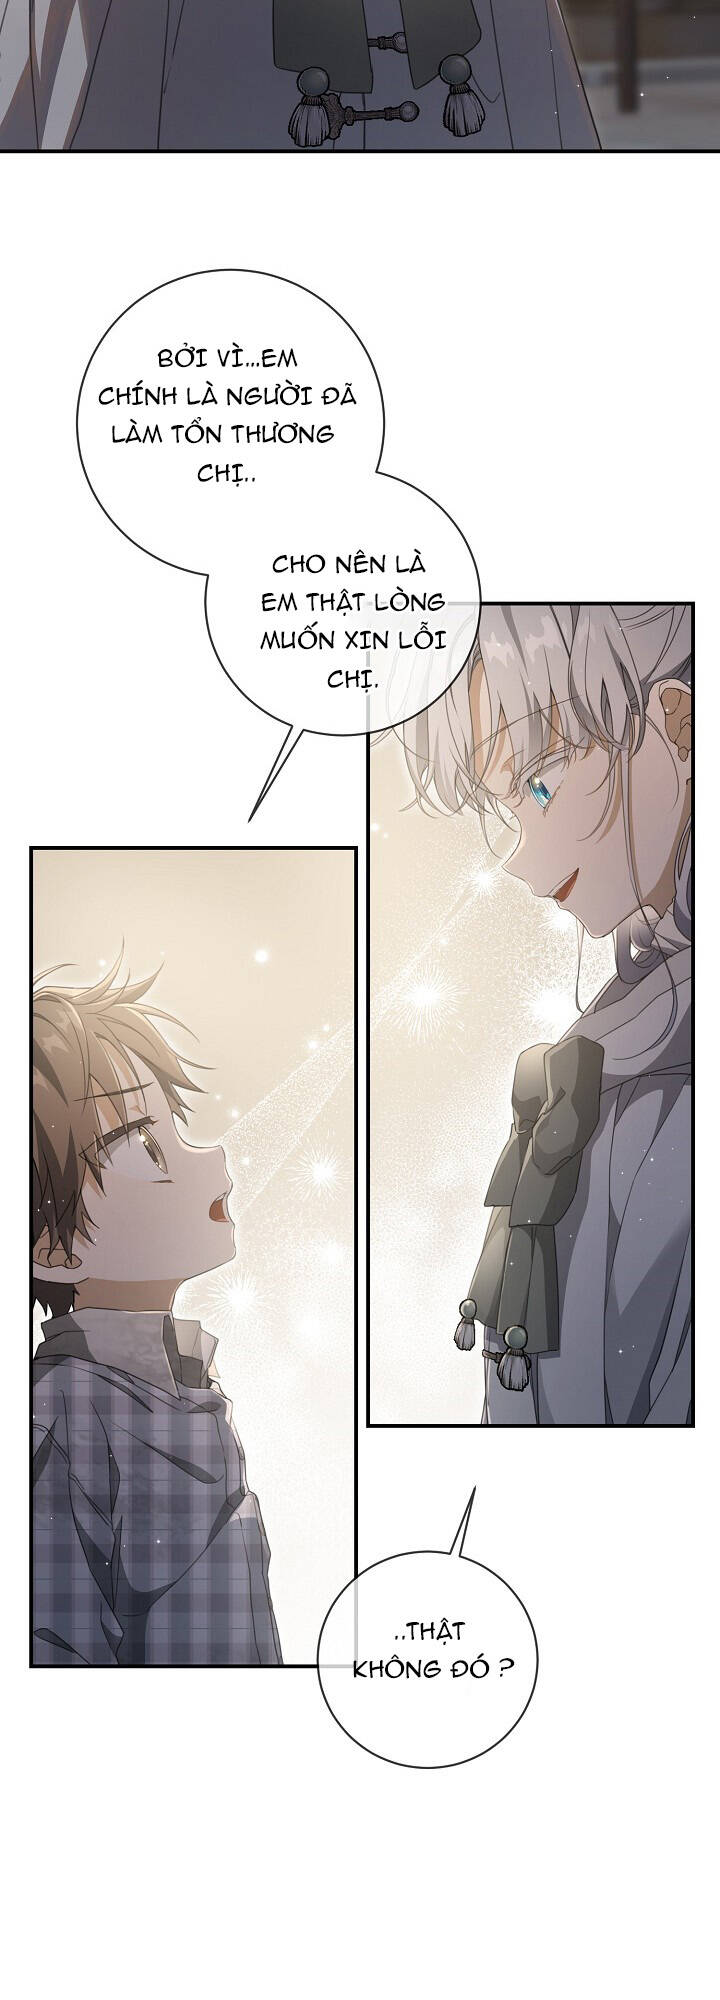 BỞI VÌ...EM
CHÍNH LÀ NGƯỜI ĐÃ
LÀM TỔN THƯƠNG
CHỊ..
CHO NÊN LÀ
EM THẬT LÒNG
MUỐN XIN LỖI
CHỊ.
..THẬT
KHÔNG ĐÓ ?